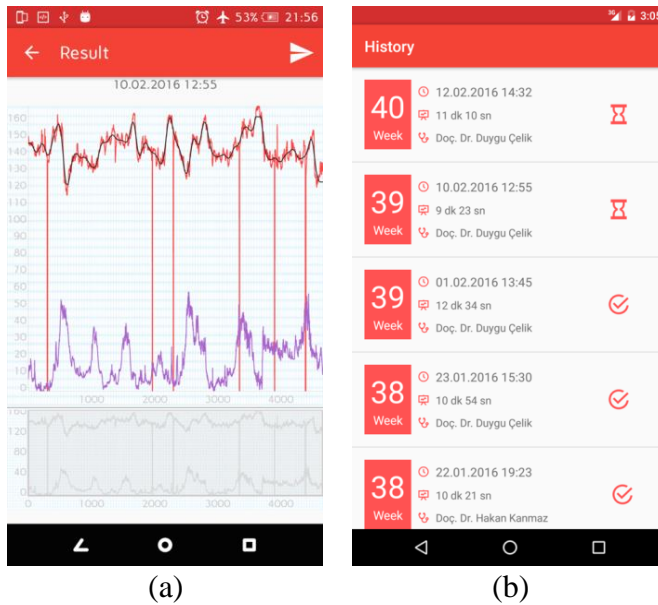 53% 21:56
Result
10.02.2016 12:55
160
150
140
130
120
110
100
90
80
70
60
50
40
30
20
10
0
1000 2000 3000 4000
120
80
40
0
0 1000 2000 3000 4000
(a)
3G 3:05
History
40
Week
12.02.2016 14:32
11 dk 10 sn
Doç. Dr. Duygu Çelik
39
Week
10.02.2016 12:55
9 dk 23 sn
Doç. Dr. Duygu Çelik
39
Week
01.02.2016 13:45
12 dk 34 sn
Doç. Dr. Duygu Çelik
38
Week
23.01.2016 15:30
10 dk 54 sn
Doç. Dr. Duygu Çelik
38
Week
22.01.2016 19:23
10 dk 21 sn
Doç. Dr. Hakan Kanmaz
(b)